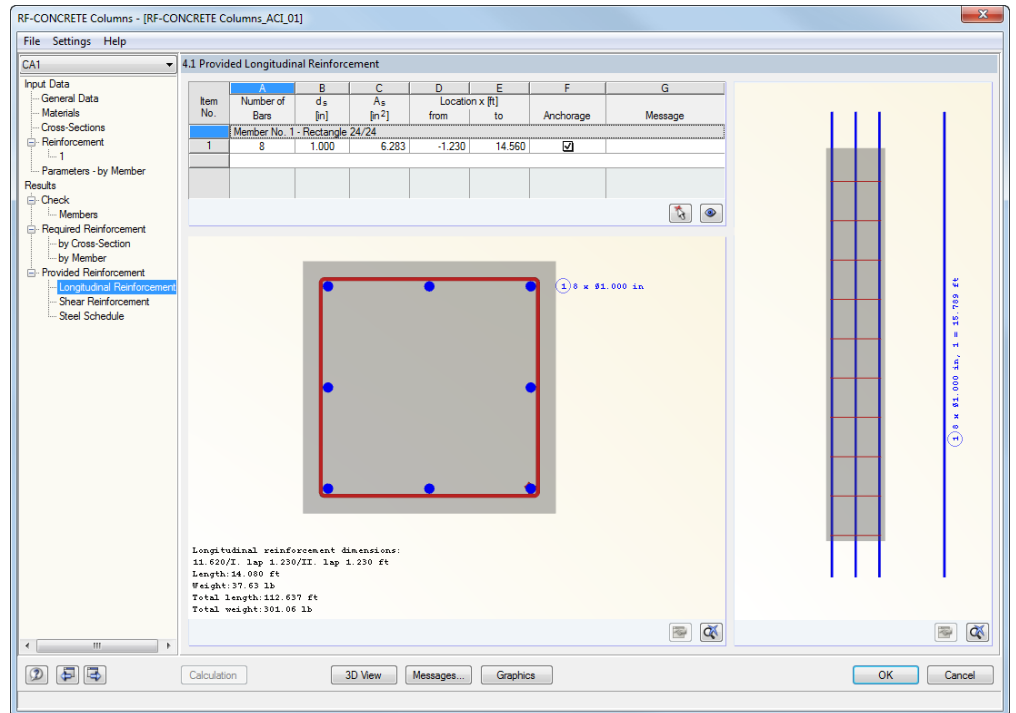 RF-CONCRETE Columns - [RF-CONCRETE Columns_ACI_01]
File Settings Help
CA1
Input Data
General Data
Materials
Cross-Sections
Reinforcement
1
Parameters - by Member
Results
Check
Members
Required Reinforcement
by Cross-Section
by Member
Provided Reinforcement
Longitudinal Reinforcement
Shear Reinforcement
Steel Schedule
4.1 Provided Longitudinal Reinforcement
A B C D E F G
Item Number of ds As Location x [ft]
No. Bars [in] [in2] from to Anchorage Message
Member No. 1 - Rectangle 24/24
1 8 1.000 6.283 -1.230 14.560
1 8 x Ø1.000 in
Longitudinal reinforcement dimensions:
11.620/I. lap 1.230/II. lap 1.230 ft
Length:14.080 ft
Weight:37.63 lb
Total length:112.637 ft
Total weight:301.06 lb
1 8 x Ø1.000 in, l = 15.789 ft
Calculation 3D View Messages... Graphics OK Cancel